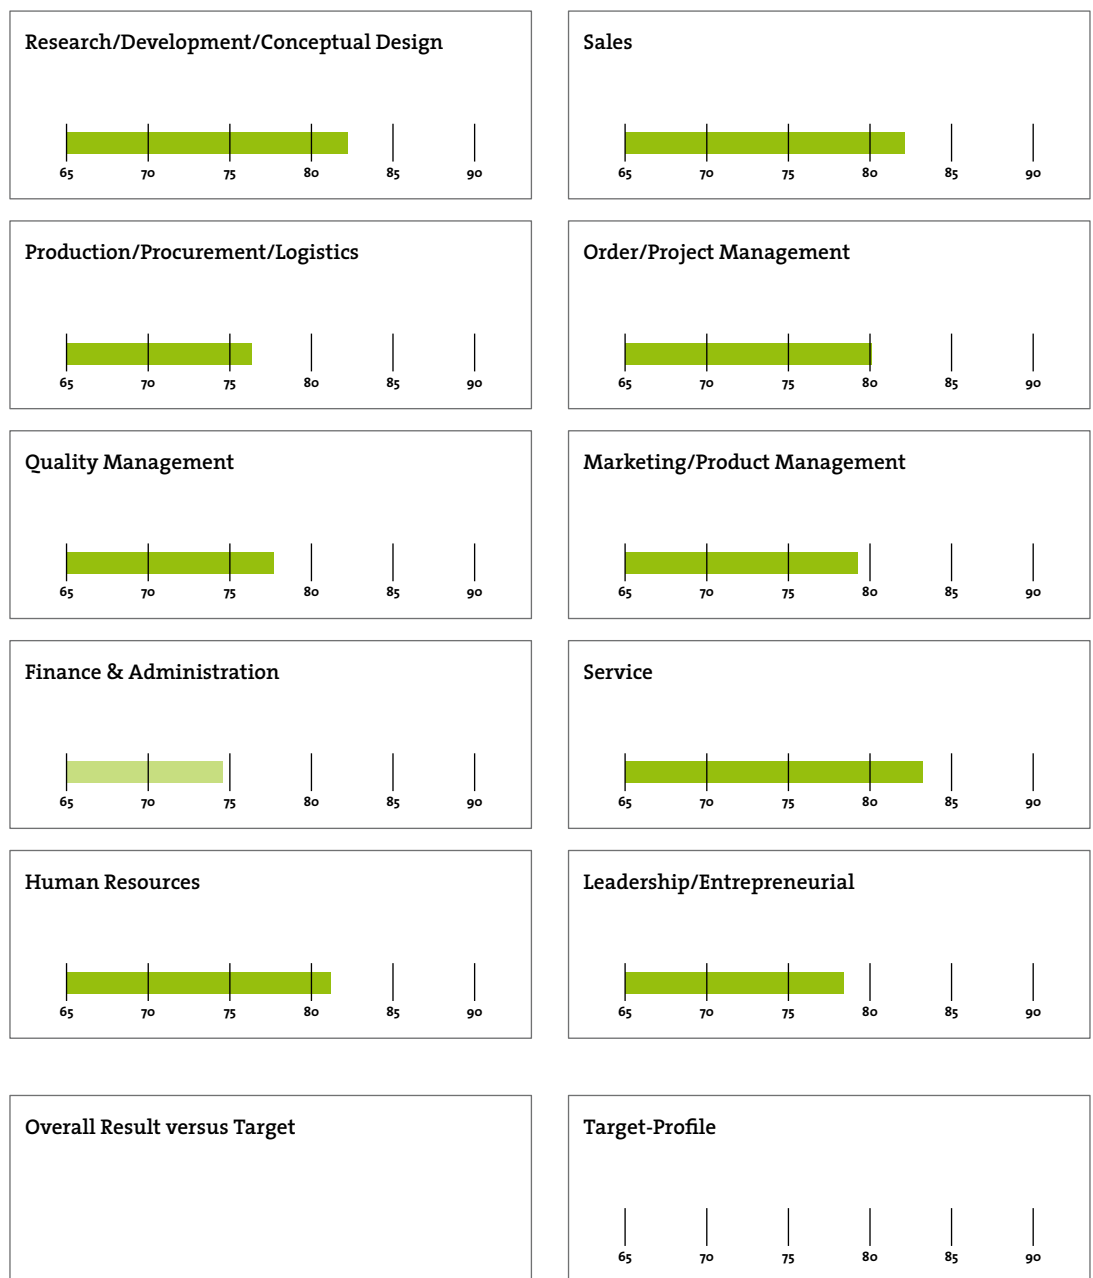 Research/Development/Conceptual Design
65 70 75 80 85 90
Sales
65 70 75 80 85 90
Production/Procurement/Logistics
65 70 75 80 85 90
Order/Project Management
65 70 75 80 85 90
Quality Management
65 70 75 80 85 90
Marketing/Product Management
65 70 75 80 85 90
Finance & Administration
65 70 75 80 85 90
Service
65 70 75 80 85 90
Human Resources
65 70 75 80 85 90
Leadership/Entrepreneurial
65 70 75 80 85 90
Overall Result versus Target
Target-Profile
65 70 75 80 85 90